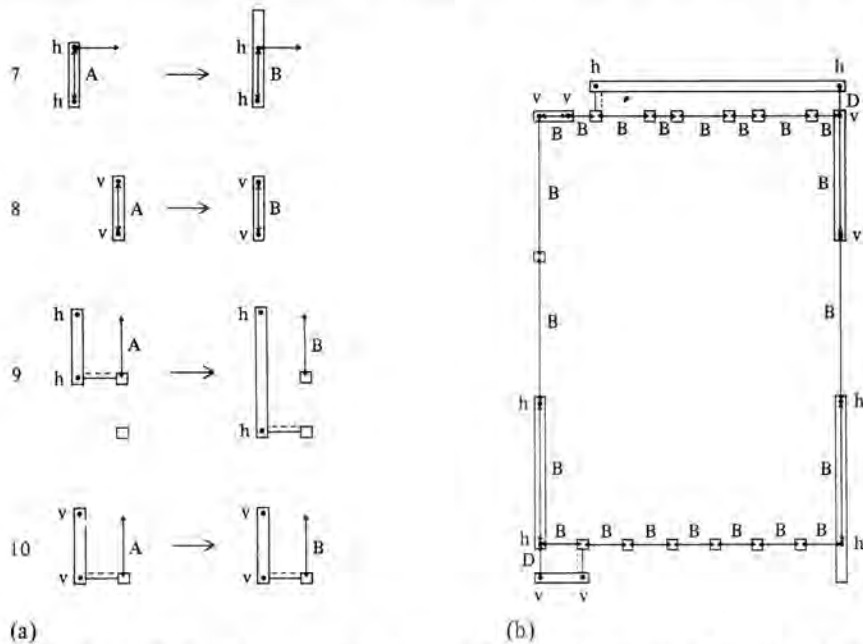 h
7 A B
h h
h
v v
8 A B
v v
h h
9 A B
h h
v v
10 A B
v v
(a)
h h
D
v v v
B B B B B B B
B B
v
B B
h h
B B
h B B B B B B h
D
v v
(b)